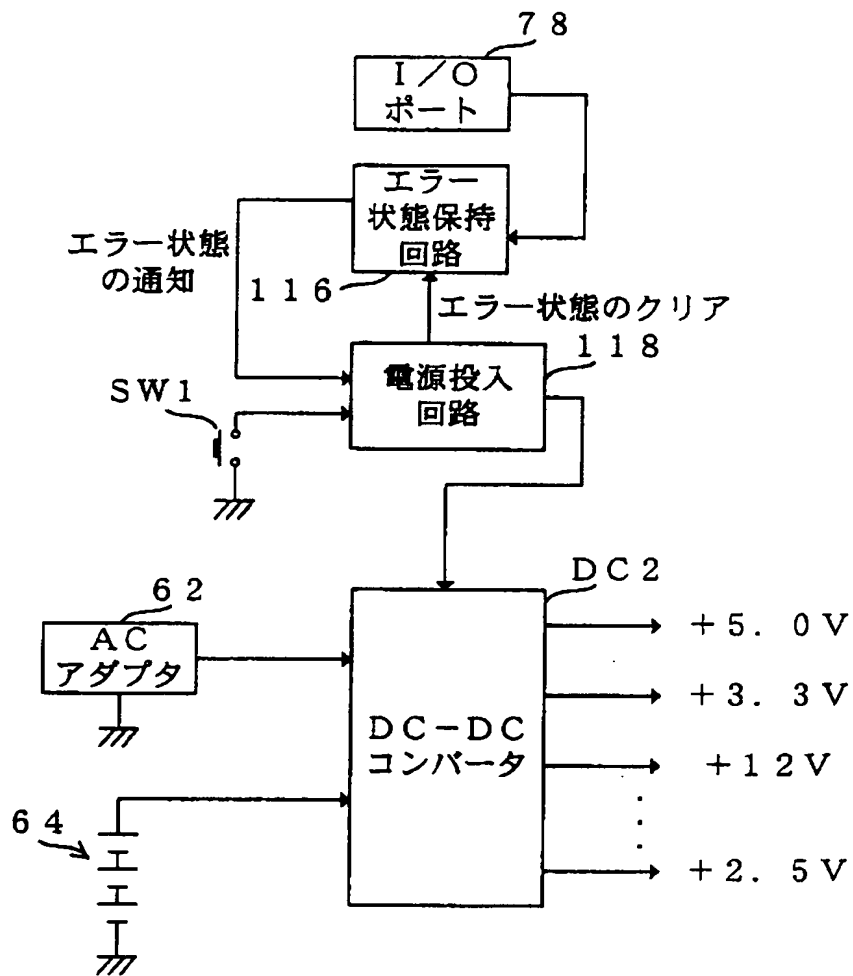 ７８
Ｉ／Ｏ
ポート
エラー
状態保持
回路
エラー状態
の通知
１１６
エラー状態のクリア
１１８
電源投入
回路
ＳＷ１
ＤＣ２
６２
ＡＣ
アダプタ
＋５．０Ｖ
＋３．３Ｖ
ＤＣ－ＤＣ
コンバータ
＋１２Ｖ
６４
＋２．５Ｖ